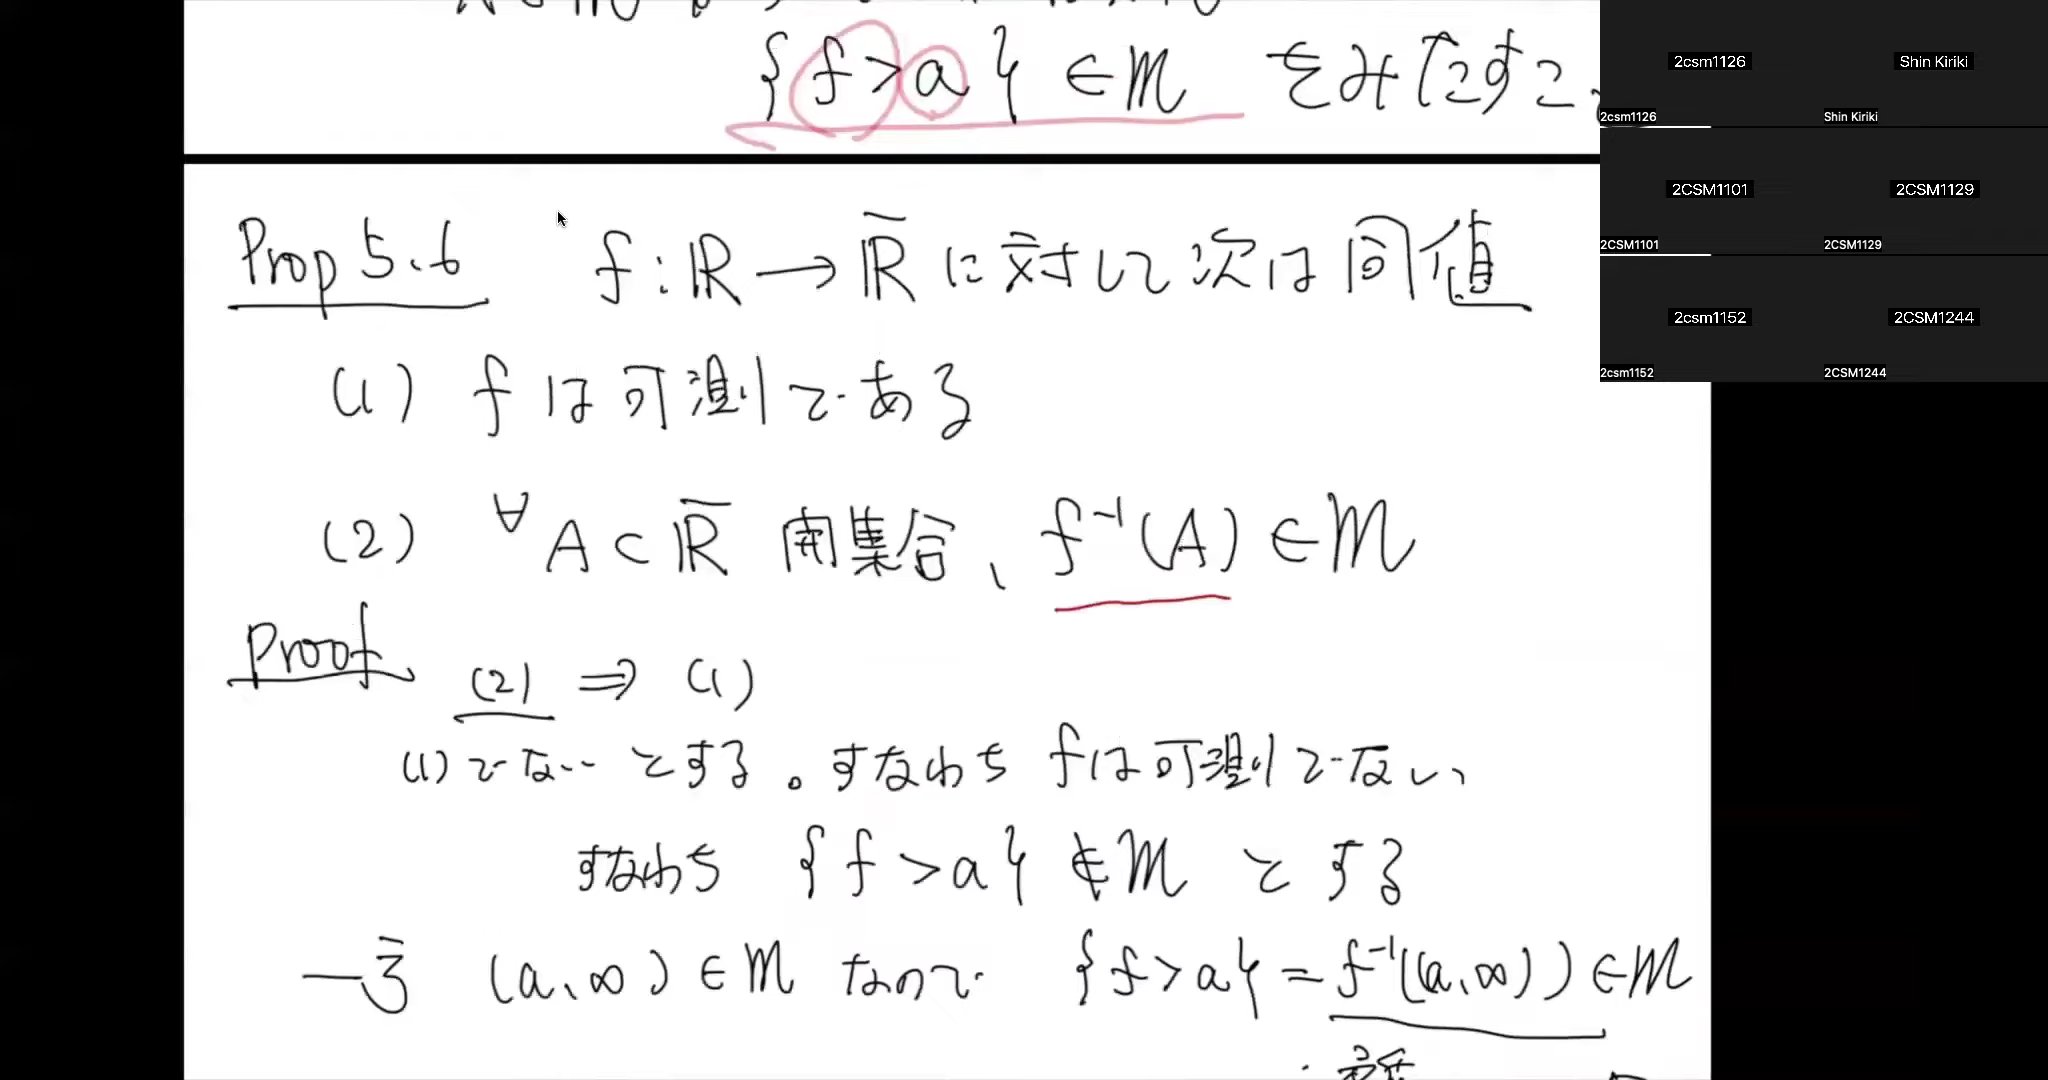 {f>a} ∈ M をみたすこ
Prop 5.6 f:R→R̄ に対して次は同値
(1) f は可測である
(2) ∀A⊂R̄ 開集合、f⁻¹(A)∈M
Proof (2) ⇒ (1)
(1)でないとする。すなわち fは可測でない、
すなわち {f>a} ∉ M とする
一方 (a,∞)∈M なので {f>a} = f⁻¹((a,∞))∈M
2csm1126
Shin Kiriki
2csm1126
Shin Kiriki
2CSM1101
2CSM1129
2CSM1101
2CSM1129
2csm1152
2CSM1244
2csm1152
2CSM1244